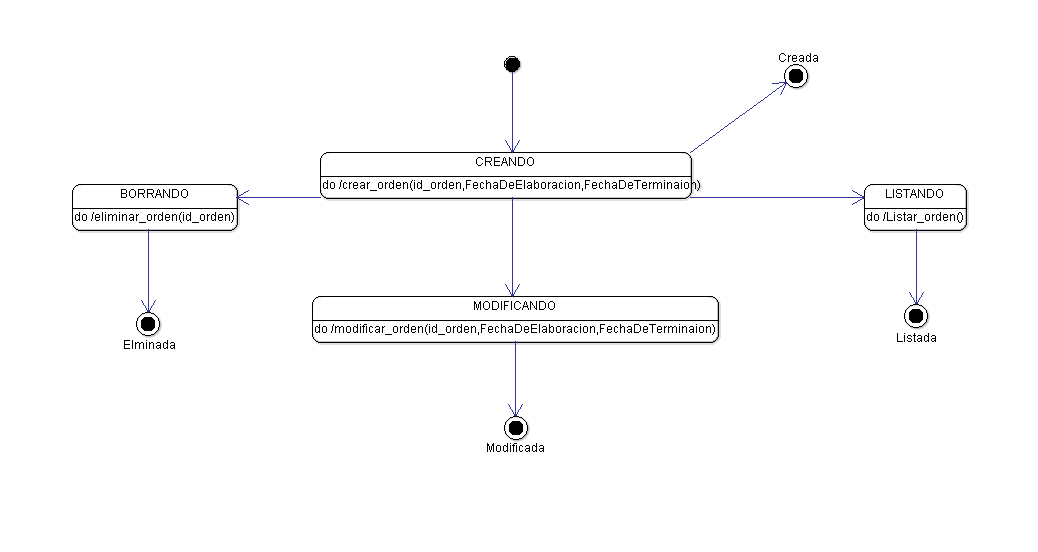 Creada
CREANDO
do /crear_orden(id_orden,FechaDeElaboracion,FechaDeTerminaion)
BORRANDO
do /eliminar_orden(id_orden)
LISTANDO
do /Listar_orden()
MODIFICANDO
do /modificar_orden(id_orden,FechaDeElaboracion,FechaDeTerminaion)
Elminada
Listada
Modificada